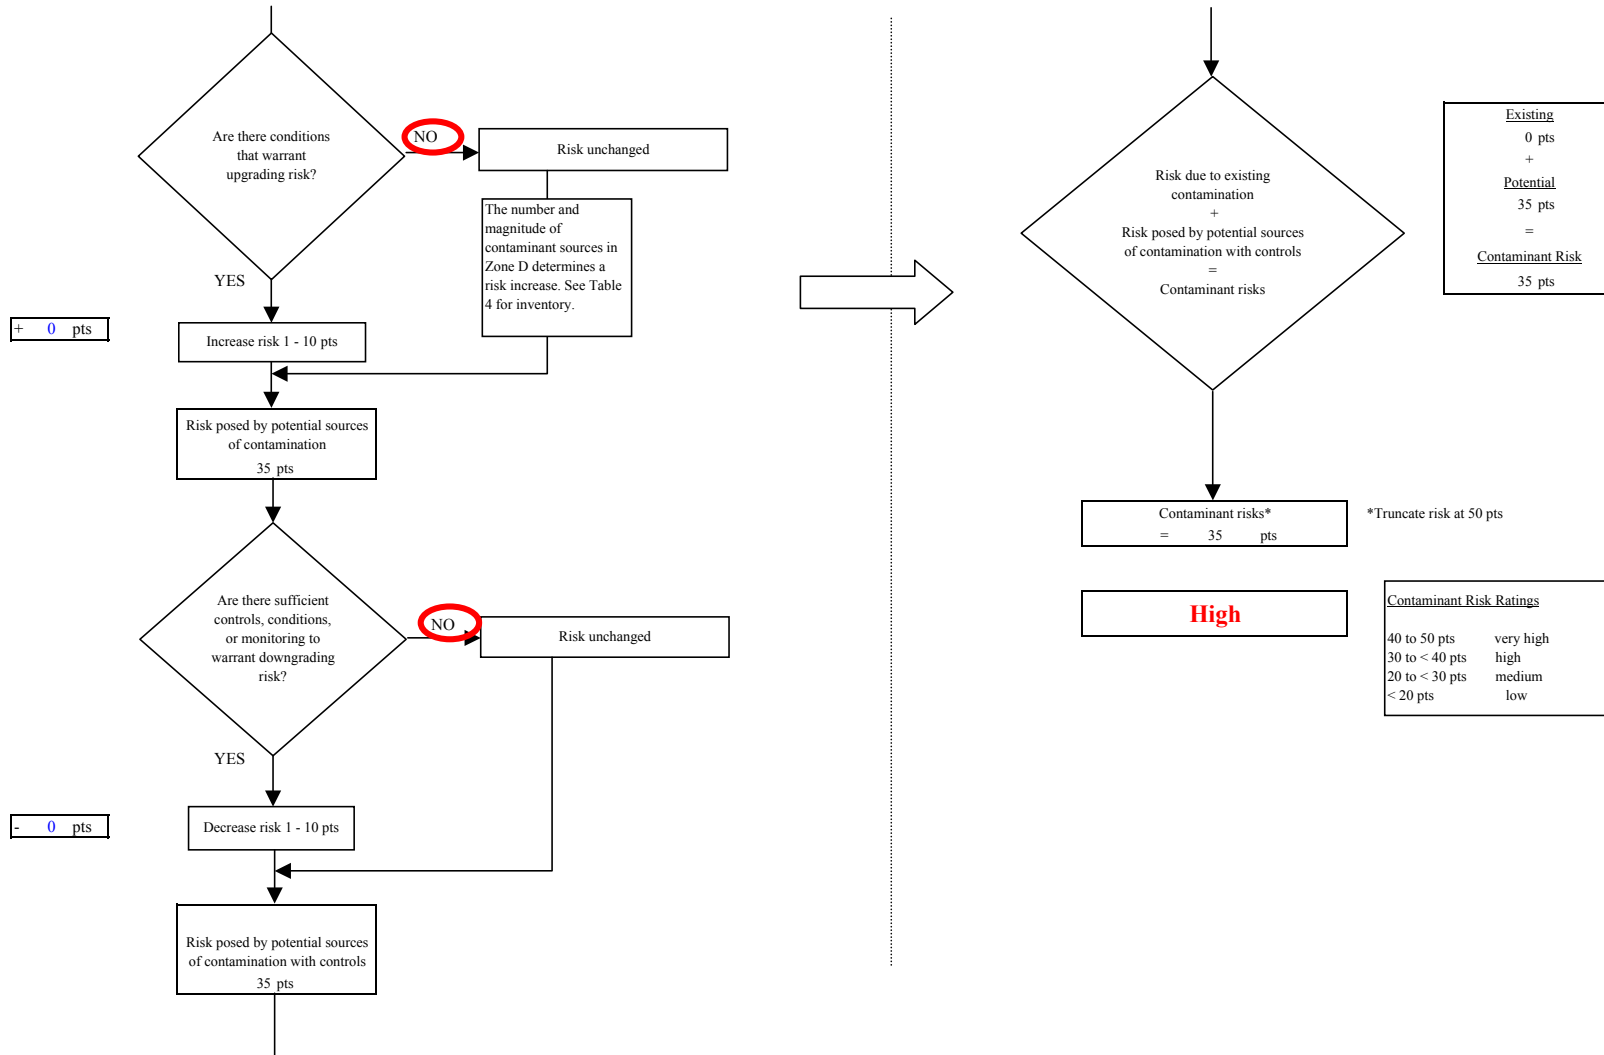 Are there conditions
that warrant
upgrading risk?
NO
Risk unchanged
The number and
magnitude of
contaminant sources in
Zone D determines a
risk increase. See Table
4 for inventory.
YES
+ 0 pts
Increase risk 1 - 10 pts
Risk posed by potential sources
of contamination
35 pts
Are there sufficient
controls, conditions,
or monitoring to
warrant downgrading
risk?
NO
Risk unchanged
YES
- 0 pts
Decrease risk 1 - 10 pts
Risk posed by potential sources
of contamination with controls
35 pts
Risk due to existing
contamination
+
Risk posed by potential sources
of contamination with controls
=
Contaminant risks
Existing
0 pts
+
Potential
35 pts
=
Contaminant Risk
35 pts
Contaminant risks*
= 35 pts
*Truncate risk at 50 pts
High
Contaminant Risk Ratings
40 to 50 pts very high
30 to < 40 pts high
20 to < 30 pts medium
< 20 pts low